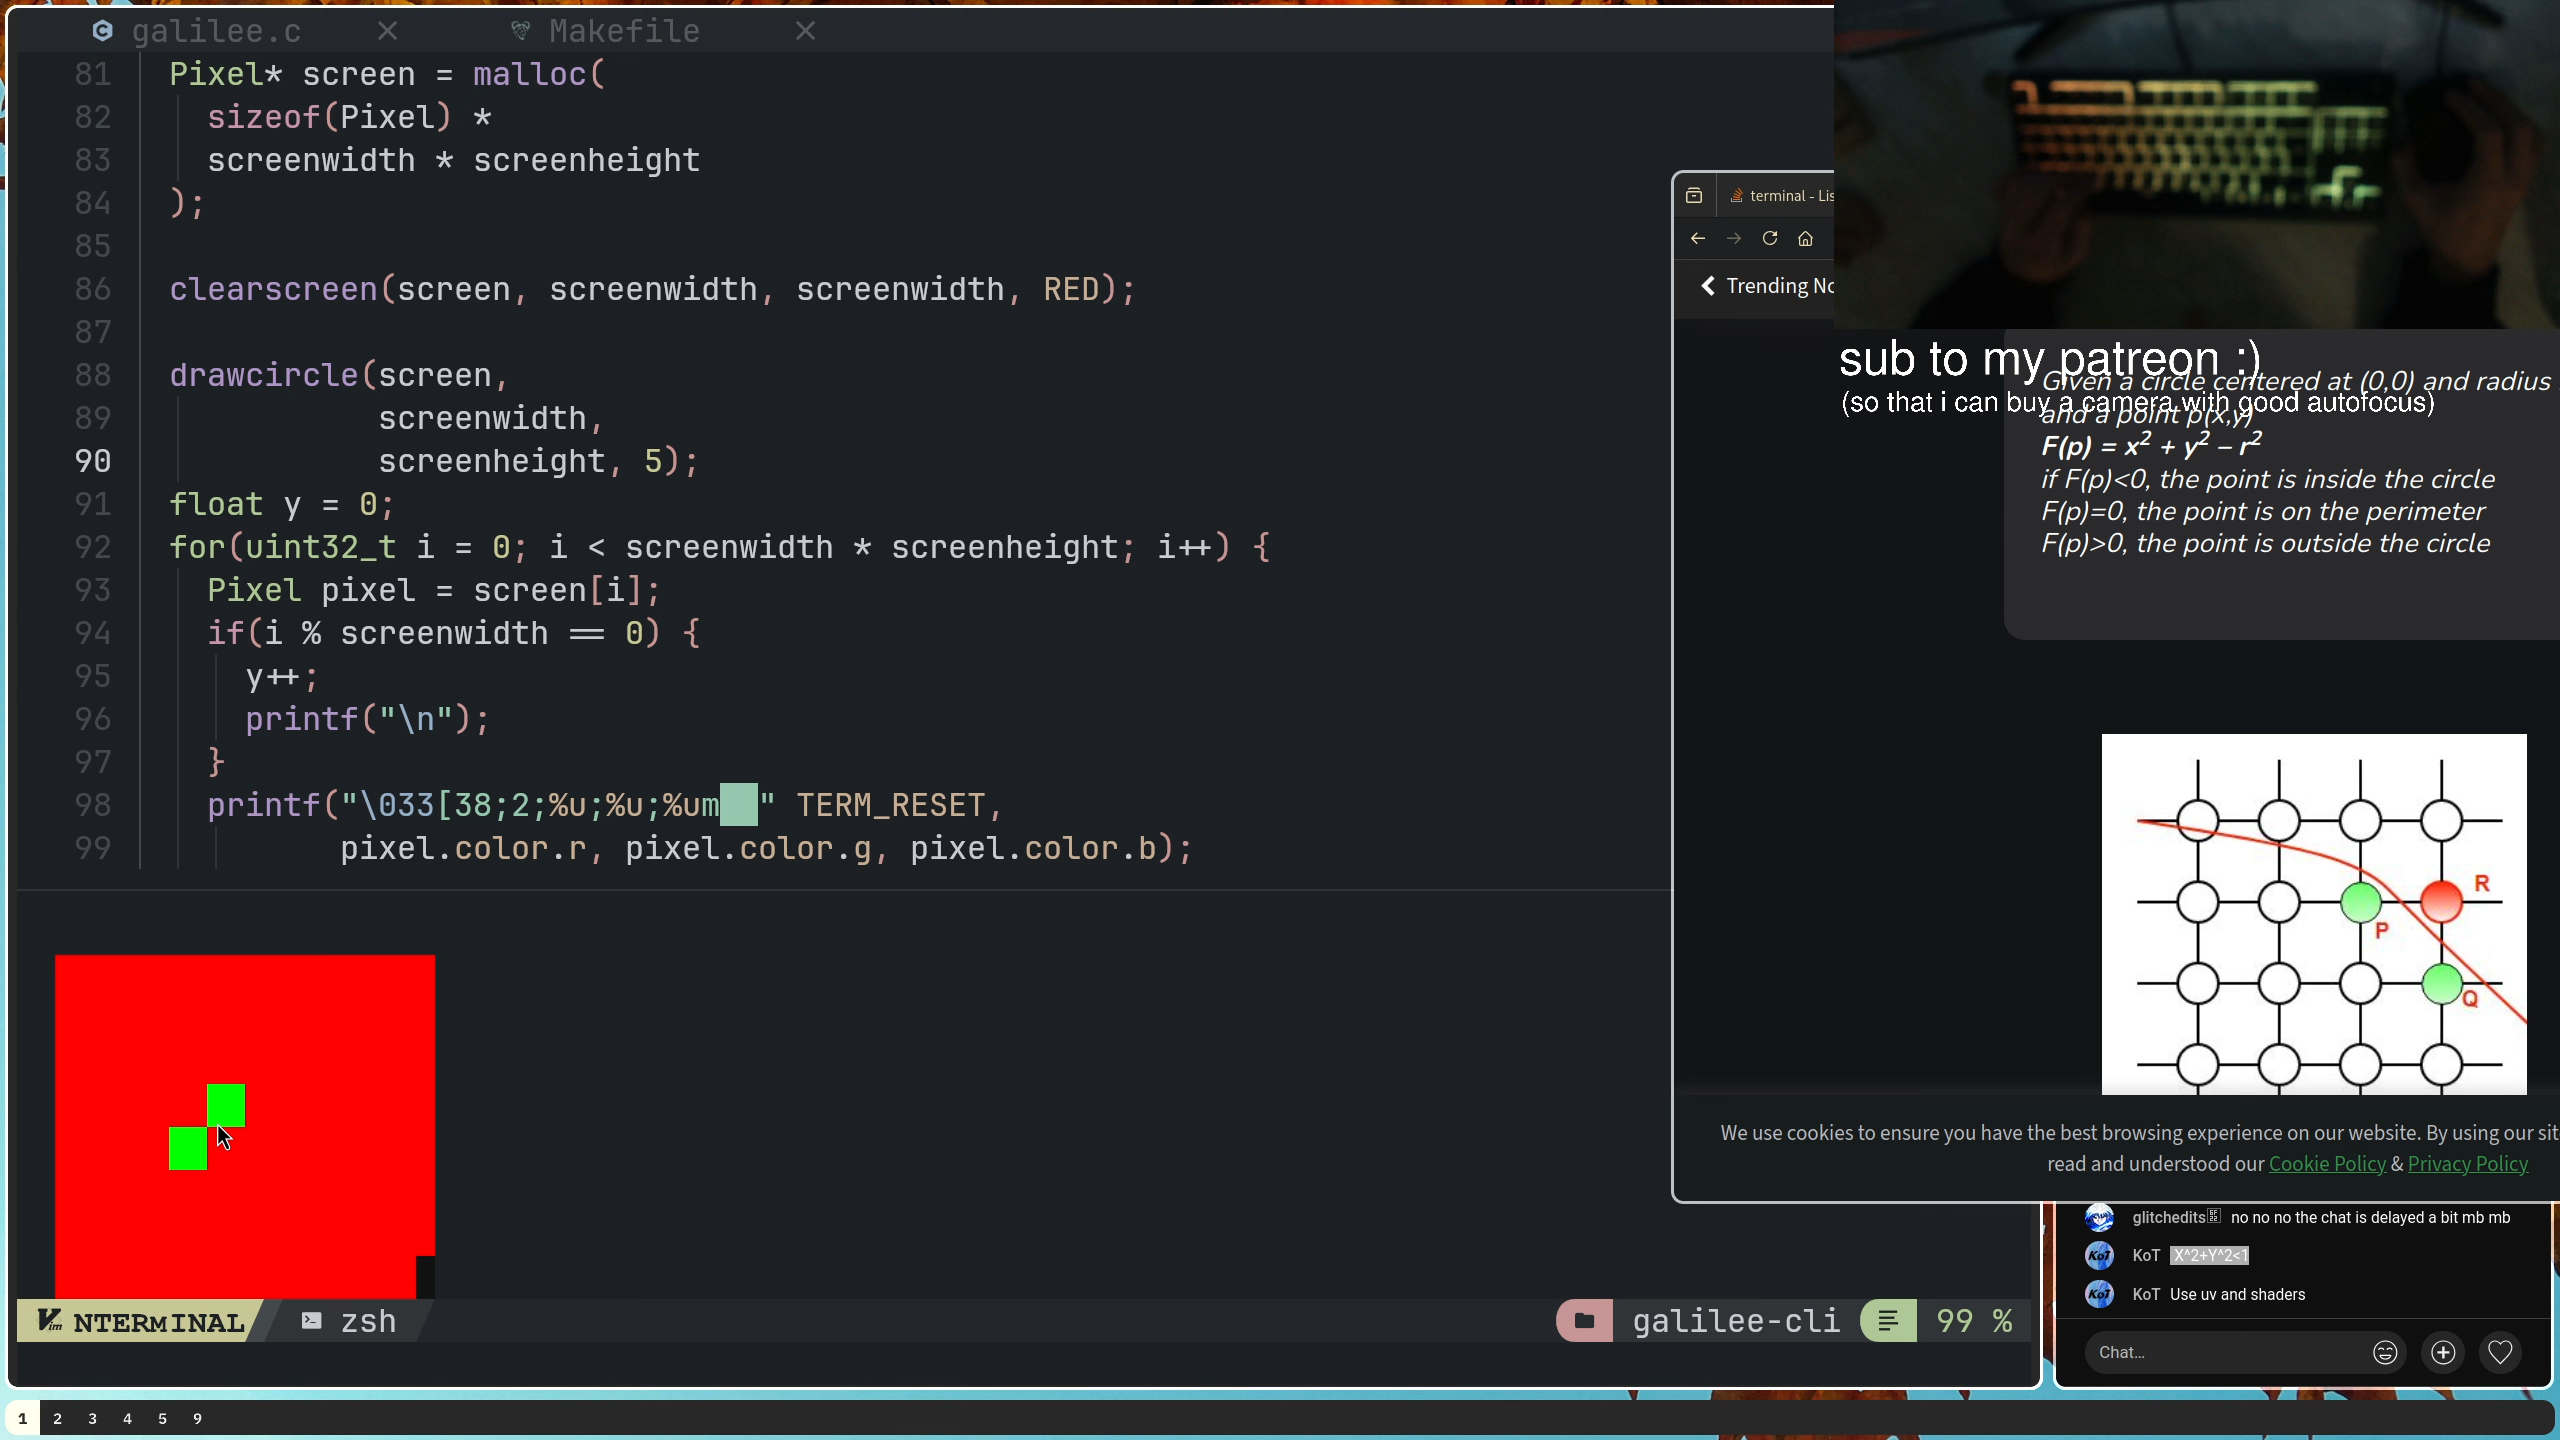 galilee.c
Makefile
81 Pixel* screen = malloc(
82 sizeof(Pixel) *
83 screenwidth * screenheight
84 );
85
86 clearscreen(screen, screenwidth, screenwidth, RED);
87
88 drawcircle(screen,
89 screenwidth,
90 screenheight, 5);
91 float y = 0;
92 for(uint32_t i = 0; i < screenwidth * screenheight; i++) {
93 Pixel pixel = screen[i];
94 if(i % screenwidth == 0) {
95 y++;
96 printf("\n");
97 }
98 printf("\033[38;2;%u;%u;%um██" TERM_RESET,
99 pixel.color.r, pixel.color.g, pixel.color.b);
NTERMINAL
zsh
galilee-cli
99 %
terminal - Lis
Trending No
sub to my patreon :)
(so that i can buy a camera with good autofocus)
Given a circle centered at (0,0) and radius
and a point p(x,y)
F(p) = x² + y² – r²
if F(p)<0, the point is inside the circle
F(p)=0, the point is on the perimeter
F(p)>0, the point is outside the circle
R
P
Q
We use cookies to ensure you have the best browsing experience on our website. By using our sit
read and understood our Cookie Policy & Privacy Policy
glitchedits no no no the chat is delayed a bit mb mb
KoT X^2+Y^2<1
KoT Use uv and shaders
Chat...
1 2 3 4 5 9